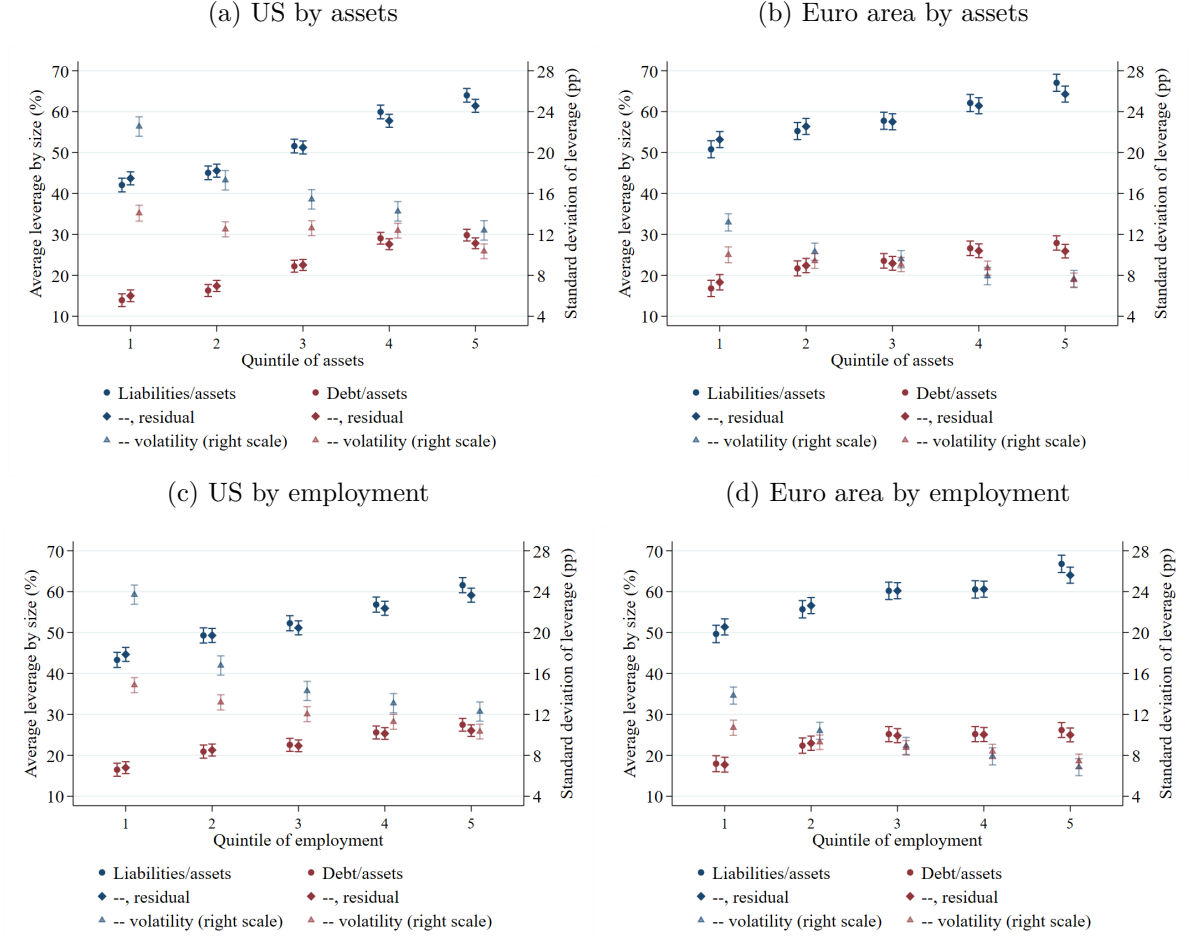 (a) US by assets
Average leverage by size (%)
70
60
50
40
30
20
10
28
24
20
16
12
8
4
Standard deviation of leverage (pp)
1 2 3 4 5
Quintile of assets
Liabilities/assets
Debt/assets
--, residual
--, residual
-- volatility (right scale)
-- volatility (right scale)
(b) Euro area by assets
Average leverage by size (%)
70
60
50
40
30
20
10
28
24
20
16
12
8
4
Standard deviation of leverage (pp)
1 2 3 4 5
Quintile of assets
Liabilities/assets
Debt/assets
--, residual
--, residual
-- volatility (right scale)
-- volatility (right scale)
(c) US by employment
Average leverage by size (%)
70
60
50
40
30
20
10
28
24
20
16
12
8
4
Standard deviation of leverage (pp)
1 2 3 4 5
Quintile of employment
Liabilities/assets
Debt/assets
--, residual
--, residual
-- volatility (right scale)
-- volatility (right scale)
(d) Euro area by employment
Average leverage by size (%)
70
60
50
40
30
20
10
28
24
20
16
12
8
4
Standard deviation of leverage (pp)
1 2 3 4 5
Quintile of employment
Liabilities/assets
Debt/assets
--, residual
--, residual
-- volatility (right scale)
-- volatility (right scale)